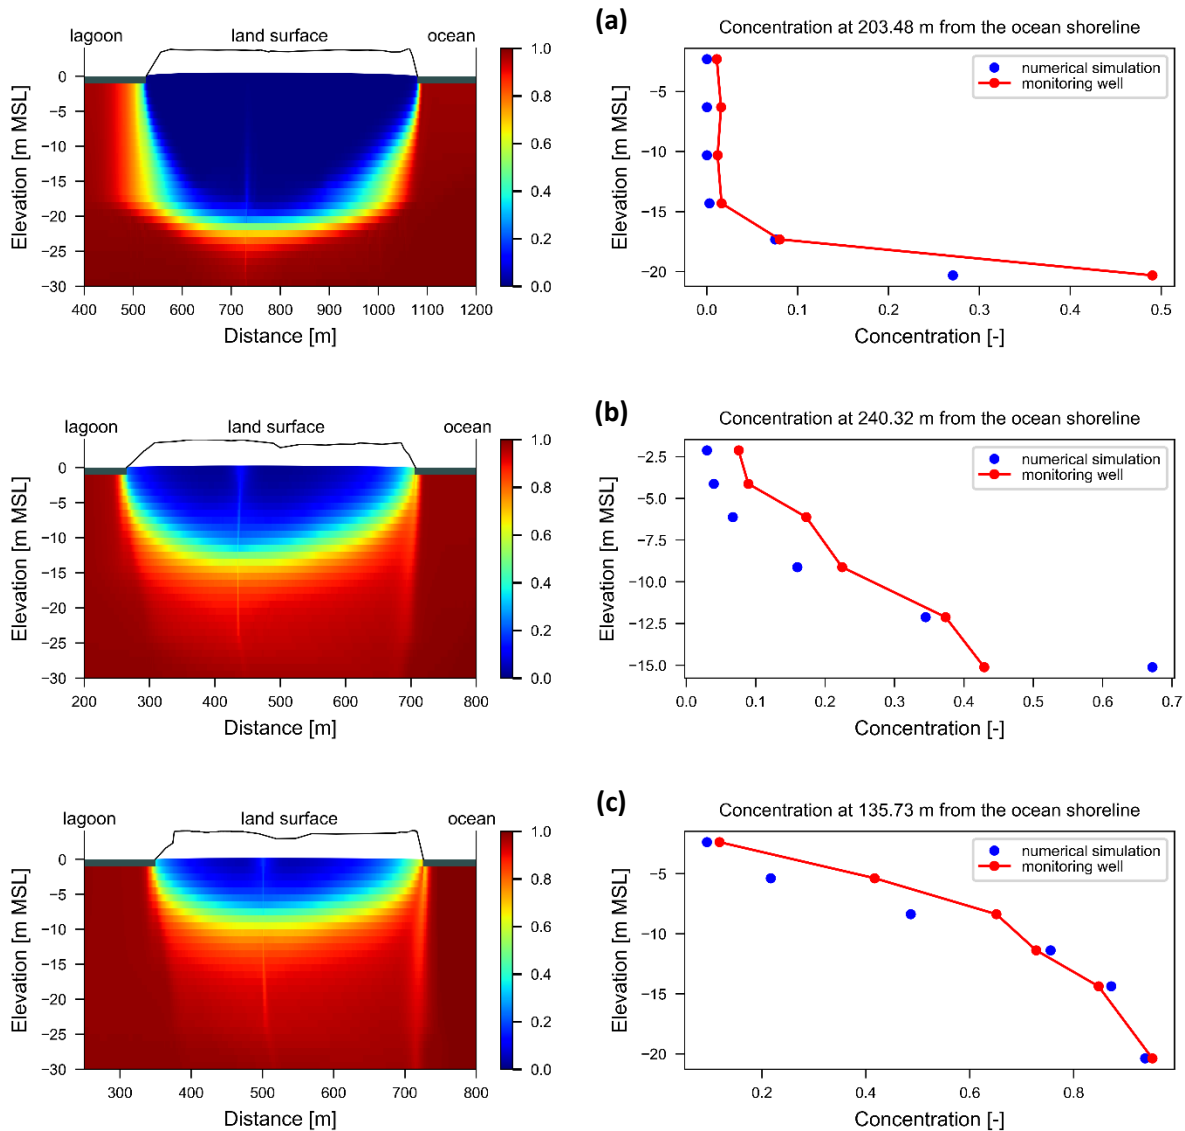 (a)
lagoon land surface ocean
1.0
0.8
0.6
0.4
0.2
0.0
0
−5
−10
−15
−20
−25
−30
400 500 600 700 800 900 1000 1100 1200
Elevation [m MSL]
Distance [m]
Concentration at 203.48 m from the ocean shoreline
numerical simulation
monitoring well
−5
−10
−15
−20
0.0 0.1 0.2 0.3 0.4 0.5
Elevation [m MSL]
Concentration [-]
(b)
lagoon land surface ocean
1.0
0.8
0.6
0.4
0.2
0.0
0
−5
−10
−15
−20
−25
−30
200 300 400 500 600 700 800
Elevation [m MSL]
Distance [m]
Concentration at 240.32 m from the ocean shoreline
numerical simulation
monitoring well
−2.5
−5.0
−7.5
−10.0
−12.5
−15.0
0.0 0.1 0.2 0.3 0.4 0.5 0.6 0.7
Elevation [m MSL]
Concentration [-]
(c)
lagoon land surface ocean
1.0
0.8
0.6
0.4
0.2
0.0
0
−5
−10
−15
−20
−25
−30
300 400 500 600 700 800
Elevation [m MSL]
Distance [m]
Concentration at 135.73 m from the ocean shoreline
numerical simulation
monitoring well
−5
−10
−15
−20
0.2 0.4 0.6 0.8
Elevation [m MSL]
Concentration [-]